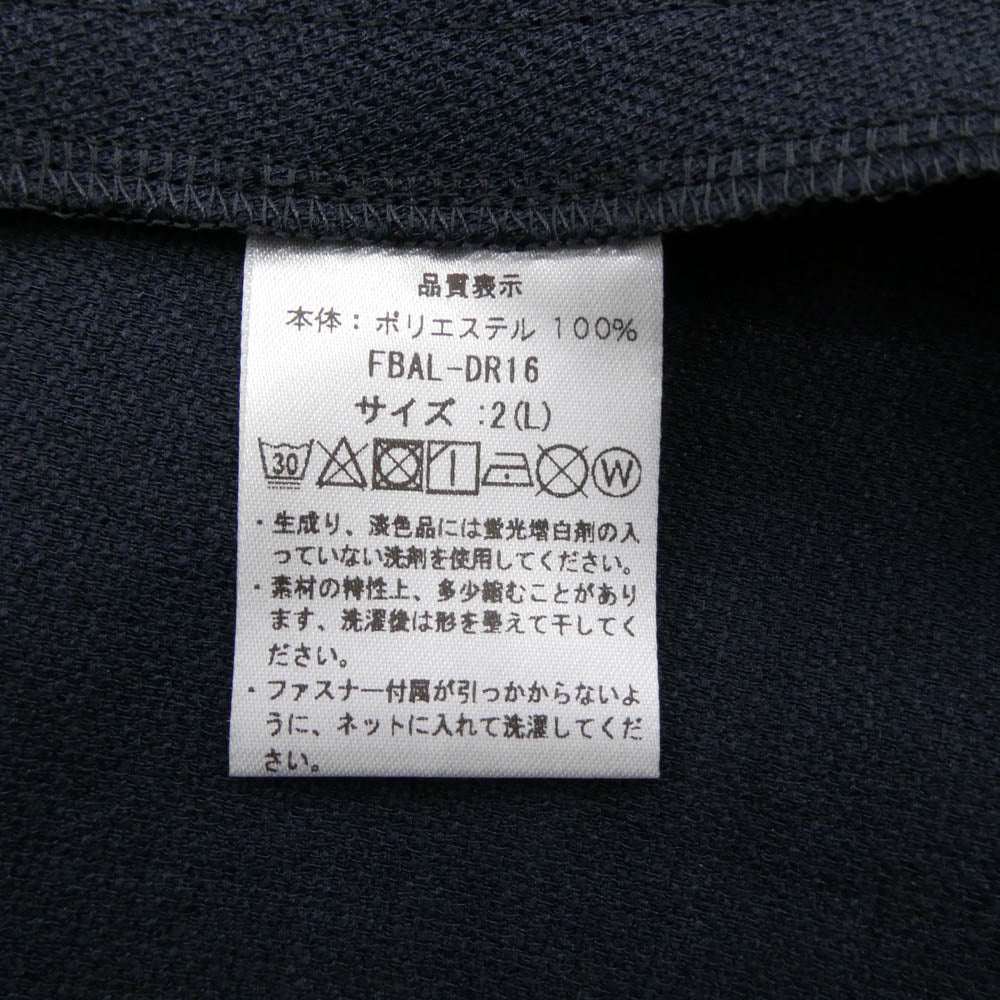 品質表示
本体：ポリエステル 100%
FBAL-DR16
サイズ :2(L)
30 W
・生成り、淡色品には蛍光増白剤の入
っていない洗剤を使用してください。
・素材の特性上、多少縮むことがあり
ます、洗濯後は形を整えて干してく
ださい。
・ファスナー付属が引っかからないよ
うに、ネットに入れて洗濯してくだ
さい。